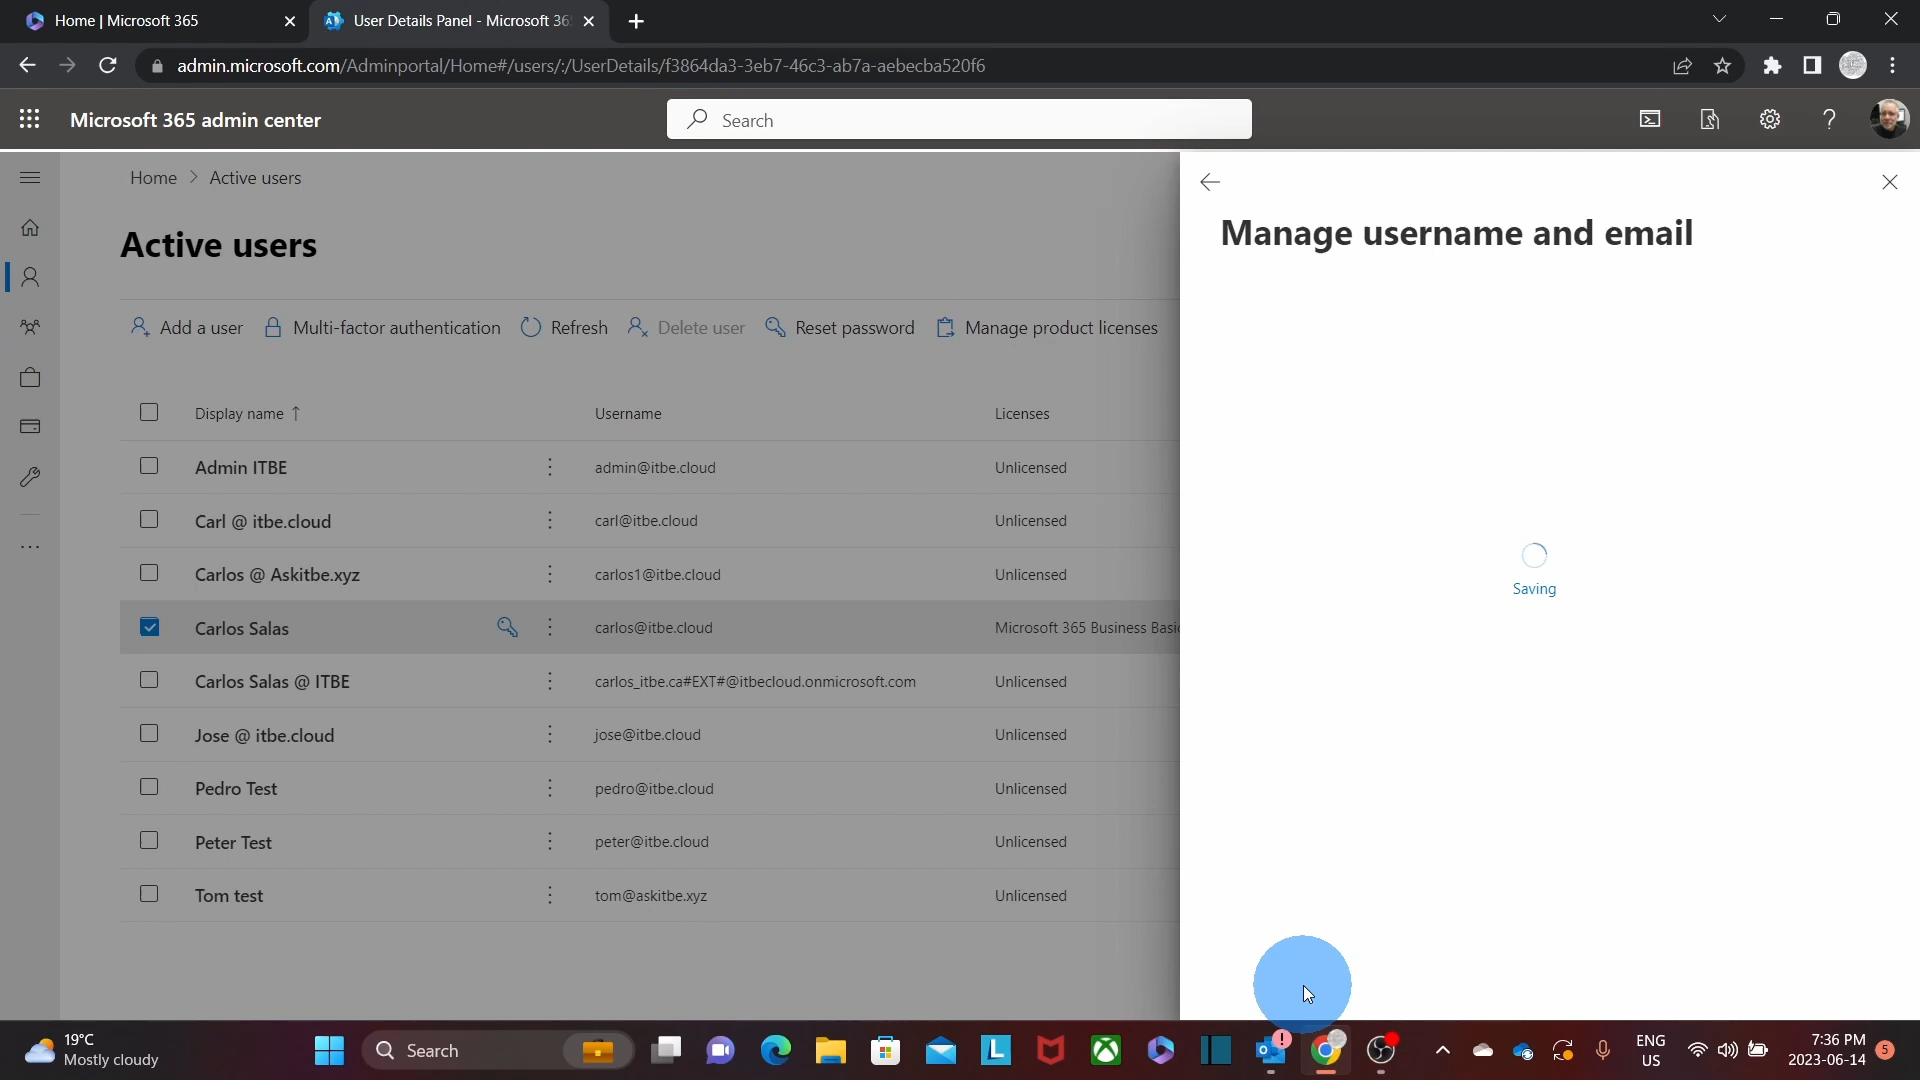 Home | Microsoft 365
User Details Panel - Microsoft 36
admin.microsoft.com/Adminportal/Home#/users/:/UserDetails/f3864da3-3eb7-46c3-ab7a-aebecba520f6
Microsoft 365 admin center
Search
Home > Active users
Active users
Add a user
Multi-factor authentication
Refresh
Delete user
Reset password
Manage product licenses
Display name ↑ Username Licenses
Admin ITBE admin@itbe.cloud Unlicensed
Carl @ itbe.cloud carl@itbe.cloud Unlicensed
Carlos @ Askitbe.xyz carlos1@itbe.cloud Unlicensed
Carlos Salas carlos@itbe.cloud Microsoft 365 Business Basic
Carlos Salas @ ITBE carlos_itbe.ca#EXT#@itbecloud.onmicrosoft.com Unlicensed
Jose @ itbe.cloud jose@itbe.cloud Unlicensed
Pedro Test pedro@itbe.cloud Unlicensed
Peter Test peter@itbe.cloud Unlicensed
Tom test tom@askitbe.xyz Unlicensed
Manage username and email
Saving
19°C
Mostly cloudy
Search
L
ENG
US
7:36 PM
2023-06-14
5